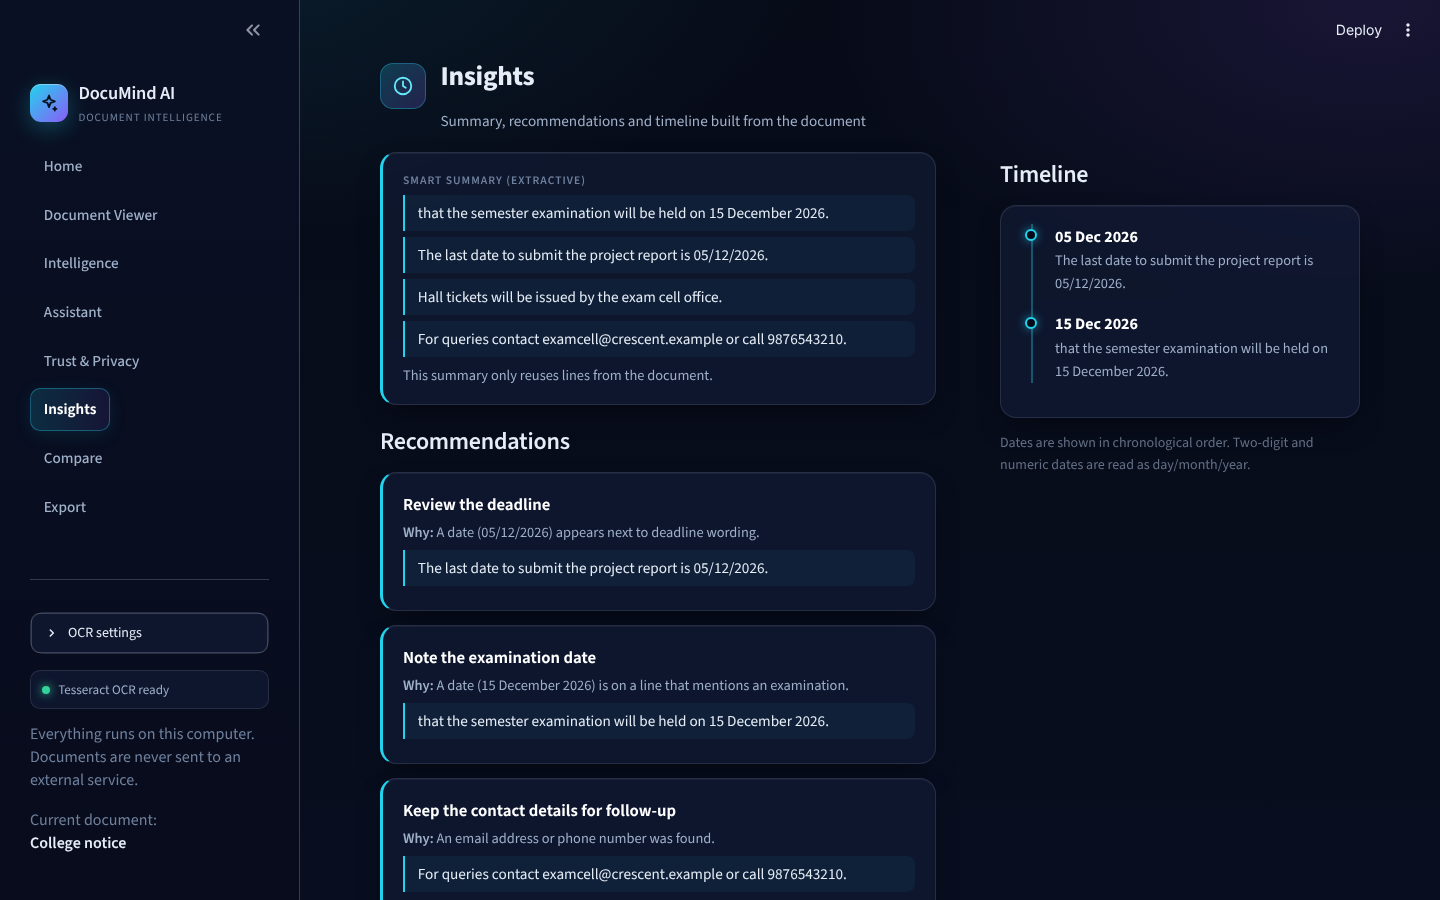 DocuMind AI
DOCUMENT INTELLIGENCE
Home
Document Viewer
Intelligence
Assistant
Trust & Privacy
Insights
Compare
Export
OCR settings
Tesseract OCR ready
Everything runs on this computer.
Documents are never sent to an
external service.
Current document:
College notice
Deploy
Insights
Summary, recommendations and timeline built from the document
SMART SUMMARY (EXTRACTIVE)
that the semester examination will be held on 15 December 2026.
The last date to submit the project report is 05/12/2026.
Hall tickets will be issued by the exam cell office.
For queries contact examcell@crescent.example or call 9876543210.
This summary only reuses lines from the document.
Recommendations
Review the deadline
Why: A date (05/12/2026) appears next to deadline wording.
The last date to submit the project report is 05/12/2026.
Note the examination date
Why: A date (15 December 2026) is on a line that mentions an examination.
that the semester examination will be held on 15 December 2026.
Keep the contact details for follow-up
Why: An email address or phone number was found.
For queries contact examcell@crescent.example or call 9876543210.
Timeline
05 Dec 2026
The last date to submit the project report is
05/12/2026.
15 Dec 2026
that the semester examination will be held on
15 December 2026.
Dates are shown in chronological order. Two-digit and
numeric dates are read as day/month/year.